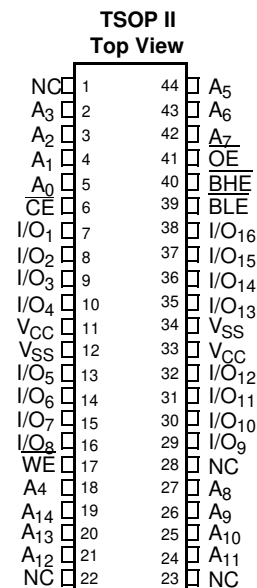 TSOP II
Top View
NC 1 44 A5
A3 2 43 A6
A2 3 42 A7
A1 4 41 OE
A0 5 40 BHE
CE 6 39 BLE
I/O1 7 38 I/O16
I/O2 8 37 I/O15
I/O3 9 36 I/O14
I/O4 10 35 I/O13
VCC 11 34 VSS
VSS 12 33 VCC
I/O5 13 32 I/O12
I/O6 14 31 I/O11
I/O7 15 30 I/O10
I/O8 16 29 I/O9
WE 17 28 NC
A4 18 27 A8
A14 19 26 A9
A13 20 25 A10
A12 21 24 A11
NC 22 23 NC